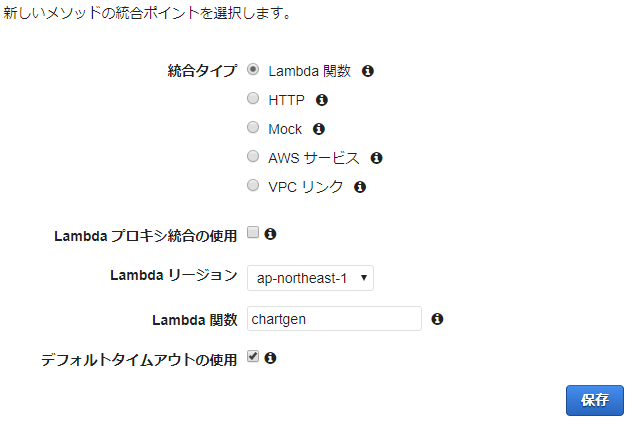 新しいメソッドの統合ポイントを選択します。
統合タイプ Lambda 関数
HTTP
Mock
AWS サービス
VPC リンク
Lambda プロキシ統合の使用
Lambda リージョン ap-northeast-1
Lambda 関数 chartgen
デフォルトタイムアウトの使用
保存